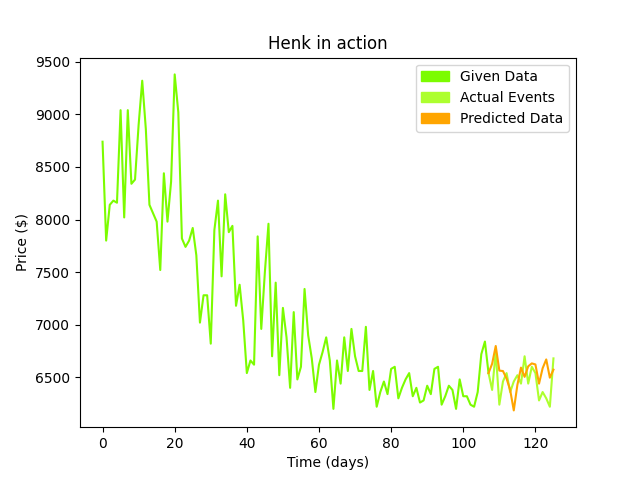 Henk in action
Given Data
Actual Events
Predicted Data
Price ($)
9500
9000
8500
8000
7500
7000
6500
0 20 40 60 80 100 120
Time (days)